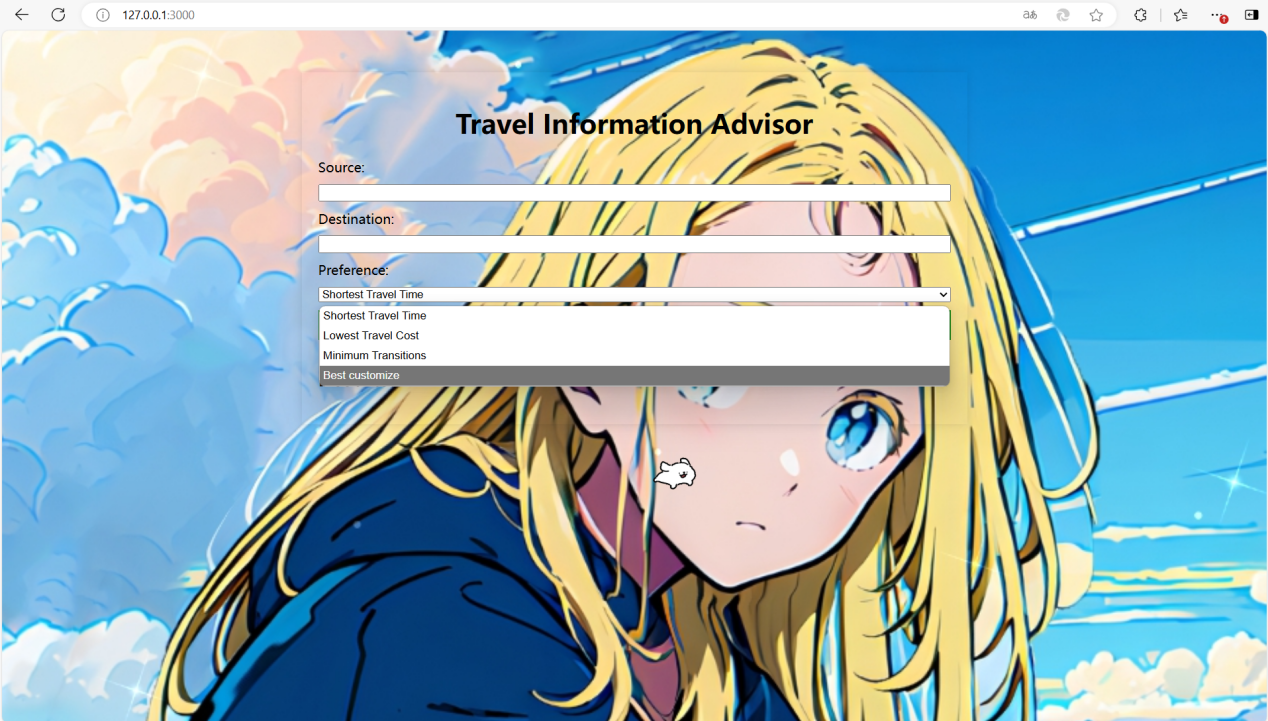 127.0.0.1:3000
Travel Information Advisor
Source:
Destination:
Preference:
Shortest Travel Time
Shortest Travel Time
Lowest Travel Cost
Minimum Transitions
Best customize